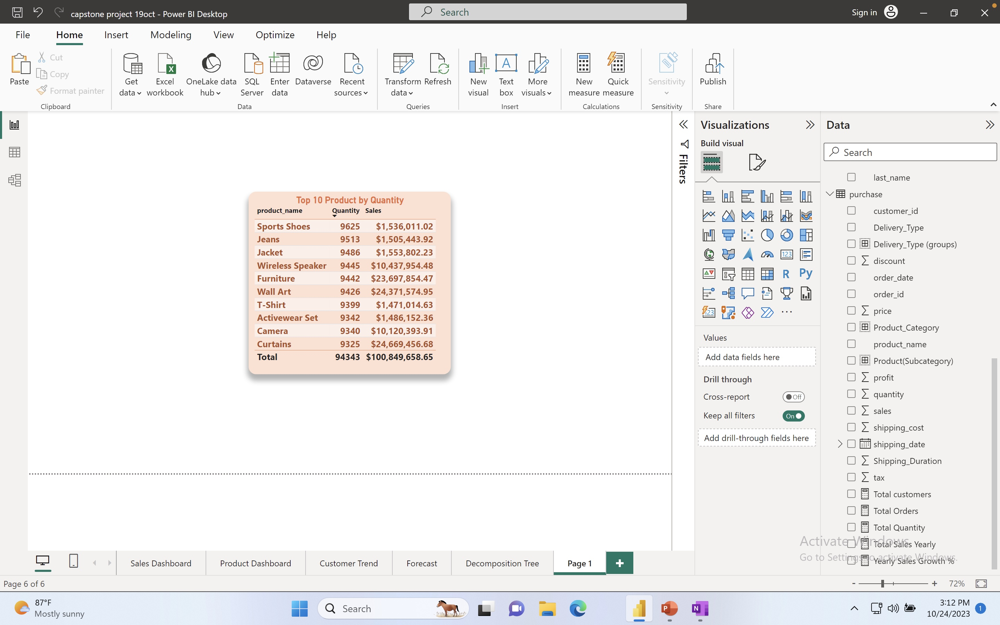 capstone project 19oct - Power BI Desktop
Search
Sign in
File Home Insert Modeling View Optimize Help
Paste
Cut
Copy
Format painter
Clipboard
Get data
Excel workbook
OneLake data hub
SQL Server
Enter data
Dataverse
Recent sources
Data
Transform data
Refresh
Queries
New visual
A
Text box
More visuals
Insert
New measure
Quick measure
Calculations
Sensitivity
Sensitivity
Publish
Share
Top 10 Product by Quantity
product_name Quantity Sales
Sports Shoes 9625 $1,536,011.02
Jeans 9513 $1,505,443.92
Jacket 9486 $1,553,802.23
Wireless Speaker 9445 $10,437,954.48
Furniture 9442 $23,697,854.47
Wall Art 9426 $24,371,574.95
T-Shirt 9399 $1,471,014.63
Activewear Set 9342 $1,486,152.36
Camera 9340 $10,120,393.91
Curtains 9325 $24,669,456.68
Total 94343 $100,849,658.65
Filters
Visualizations
Build visual
123
R Py
123
Values
Add data fields here
Drill through
Cross-report Off
Keep all filters On
Add drill-through fields here
Data
Search
last_name
purchase
customer_id
Delivery_Type
Delivery_Type (groups)
discount
order_date
order_id
price
Product_Category
product_name
Product(Subcategory)
profit
quantity
sales
shipping_cost
shipping_date
Shipping_Duration
tax
Total customers
Total Orders
Total Quantity
Total Sales Yearly
Yearly Sales Growth %
Activate Windows
Go to Settings to activate Windows.
Sales Dashboard Product Dashboard Customer Trend Forecast Decomposition Tree Page 1 +
Page 6 of 6
- + 72%
87°F
Mostly sunny
Search
3:12 PM
10/24/2023
1